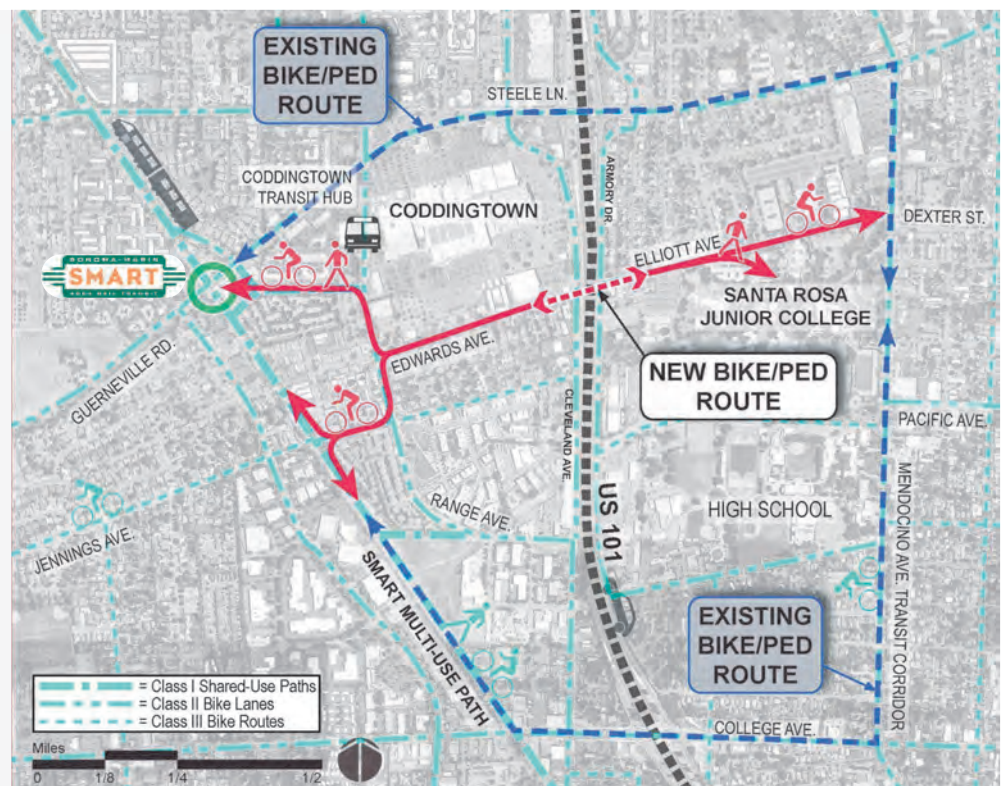 EXISTING
BIKE/PED
ROUTE
STEELE LN.
CODDINGTOWN
TRANSIT HUB
CODDINGTOWN
ARMORY DR
ELLIOTT AVE
DEXTER ST.
SONOMA-MARIN
SMART
AREA RAIL TRANSIT
SANTA ROSA
JUNIOR COLLEGE
EDWARDS AVE.
GUERNEVILLE RD.
NEW BIKE/PED
ROUTE
CLEVELAND AVE.
PACIFIC AVE.
RANGE AVE.
US 101
HIGH SCHOOL
JENNINGS AVE.
SMART MULTI-USE PATH
MENDOCINO AVE. TRANSIT CORRIDOR
EXISTING
BIKE/PED
ROUTE
COLLEGE AVE.
= Class I Shared-Use Paths
= Class II Bike Lanes
= Class III Bike Routes
Miles
0 1/8 1/4 1/2